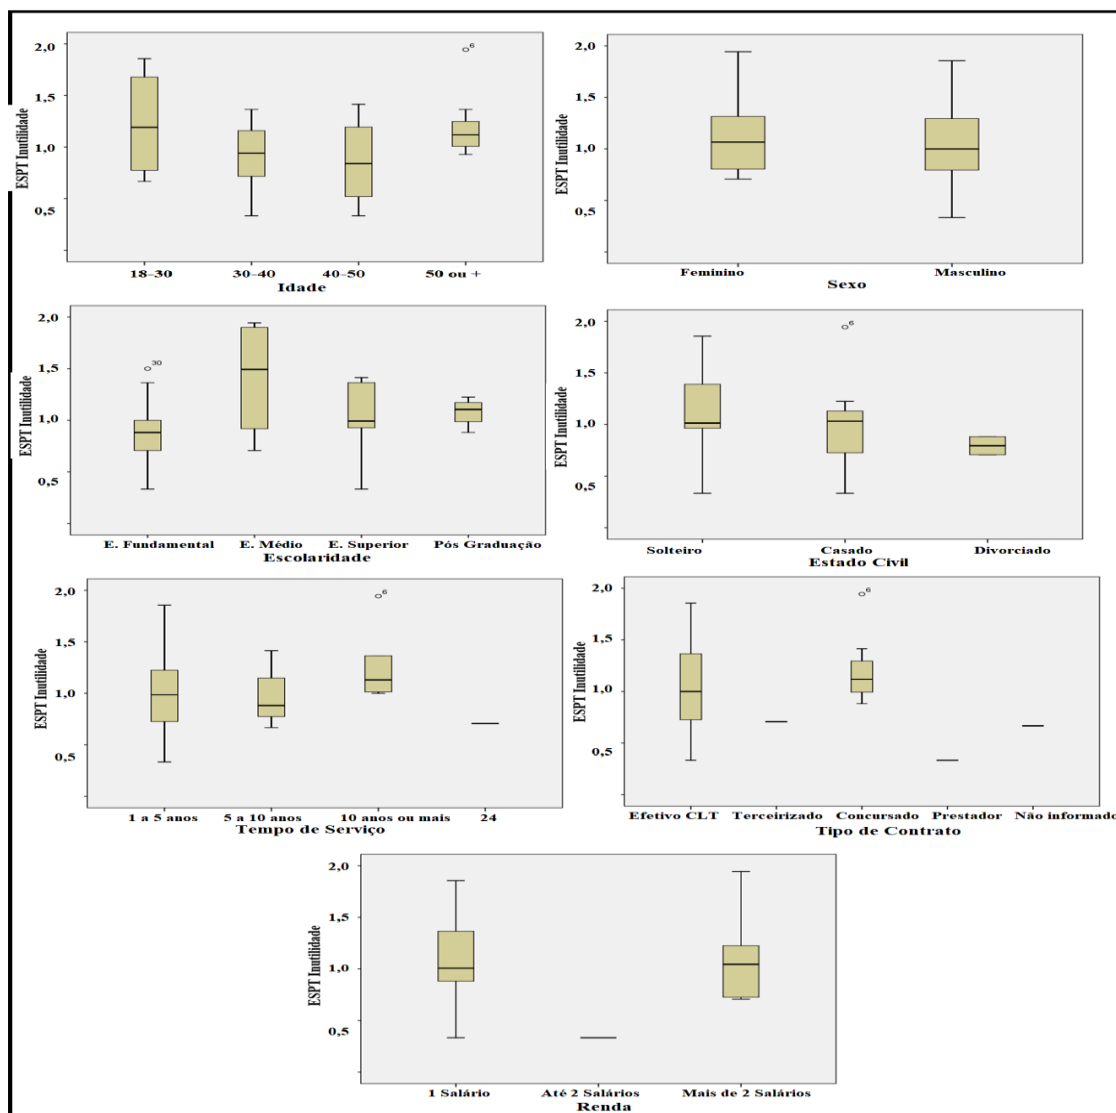 ESPT Inutilidade
2,0
1,5
1,0
0,5
6
18-30 30-40 40-50 50 ou +
Idade
ESPT Inutilidade
2,0
1,5
1,0
0,5
Feminino Masculino
Sexo
ESPT Inutilidade
2,0
1,5
1,0
0,5
30
E. Fundamental E. Médio E. Superior Pós Graduação
Escolaridade
ESPT Inutilidade
2,0
1,5
1,0
0,5
6
Solteiro Casado Divorciado
Estado Civil
ESPT Inutilidade
2,0
1,5
1,0
0,5
6
1 a 5 anos 5 a 10 anos 10 anos ou mais 24
Tempo de Serviço
ESPT Inutilidade
2,0
1,5
1,0
0,5
6
Efetivo CLT Terceirizado Concursado Prestador Não informado
Tipo de Contrato
ESPT Inutilidade
2,0
1,5
1,0
0,5
1 Salário Até 2 Salários Mais de 2 Salários
Renda